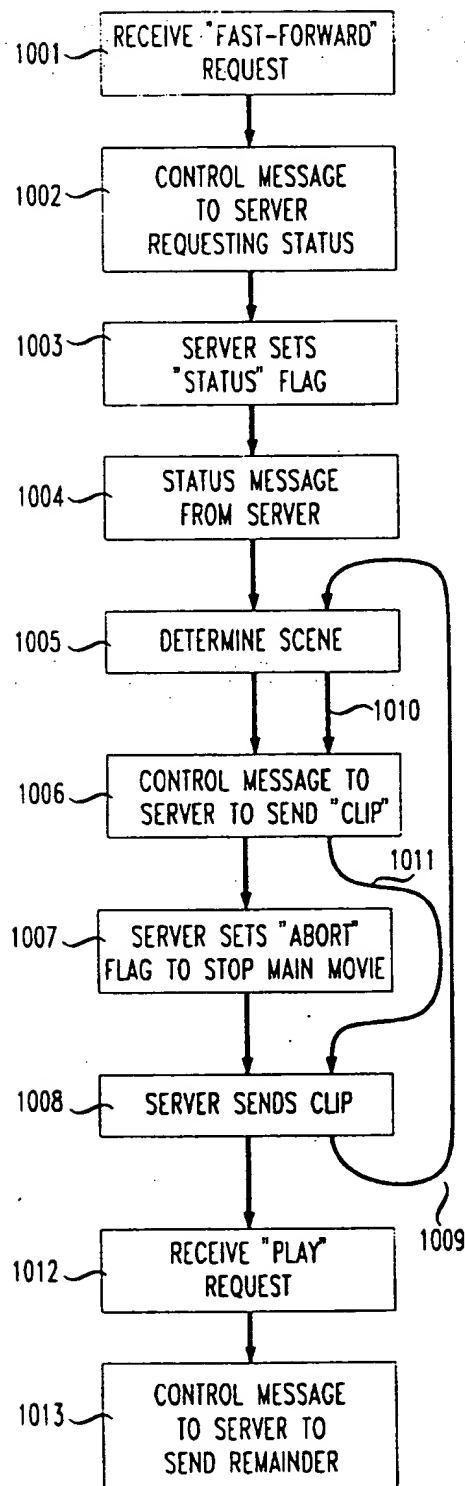 1001
RECEIVE "FAST-FORWARD"
REQUEST
1002
CONTROL MESSAGE
TO SERVER
REQUESTING STATUS
1003
SERVER SETS
"STATUS" FLAG
1004
STATUS MESSAGE
FROM SERVER
1005
DETERMINE SCENE
1010
1006
CONTROL MESSAGE TO
SERVER TO SEND "CLIP"
1011
1007
SERVER SETS "ABORT"
FLAG TO STOP MAIN MOVIE
1008
SERVER SENDS CLIP
1009
1012
RECEIVE "PLAY"
REQUEST
1013
CONTROL MESSAGE
TO SERVER TO
SEND REMAINDER